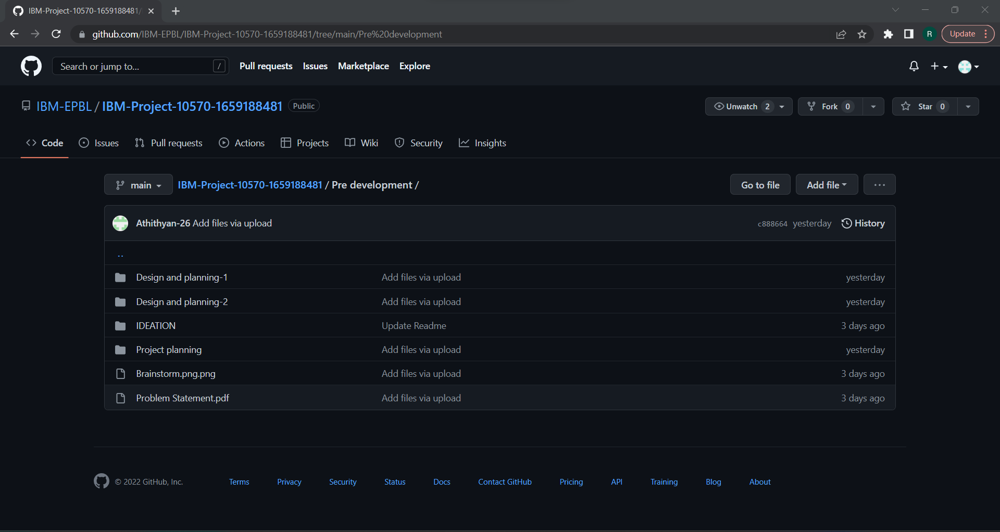 IBM-Project-10570-1659188481/
github.com/IBM-EPBL/IBM-Project-10570-1659188481/tree/main/Pre%20development
R
Update
Search or jump to... /
Pull requests Issues Marketplace Explore
IBM-EPBL / IBM-Project-10570-1659188481 Public
Unwatch 2 Fork 0 Star 0
Code Issues Pull requests Actions Projects Wiki Security Insights
main IBM-Project-10570-1659188481 / Pre development / Go to file Add file ...
Athithyan-26 Add files via upload c888664 yesterday History
..
Design and planning-1 Add files via upload yesterday
Design and planning-2 Add files via upload yesterday
IDEATION Update Readme 3 days ago
Project planning Add files via upload yesterday
Brainstorm.png.png Add files via upload 3 days ago
Problem Statement.pdf Add files via upload 3 days ago
© 2022 GitHub, Inc. Terms Privacy Security Status Docs Contact GitHub Pricing API Training Blog About